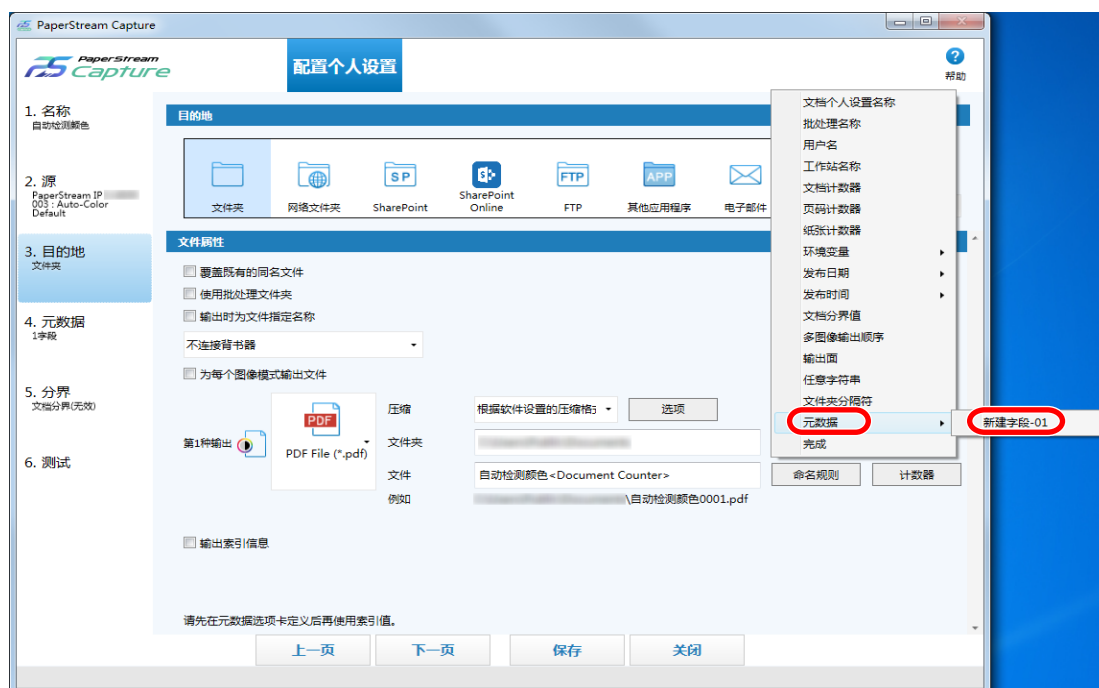 PaperStream Capture
PaperStream
Capture
配置个人设置
帮助
1. 名称
自动检测颜色
2. 源
PaperStream IP
003 : Auto-Color
Default
3. 目的地
文件夹
4. 元数据
1字段
5. 分界
文档分界(无效)
6. 测试
目的地
文件夹
网络文件夹
SP
SharePoint
SharePoint
Online
FTP
FTP
APP
其他应用程序
电子邮件
文件属性
覆盖既有的同名文件
使用批处理文件夹
输出时为文件指定名称
不连接背书器
为每个图像模式输出文件
第1种输出
PDF
PDF File (*.pdf)
压缩
根据软件设置的压缩格式
选项
文件夹
文件
自动检测颜色<Document Counter>
命名规则
计数器
例如
\自动检测颜色0001.pdf
输出索引信息
请先在元数据选项卡定义后再使用索引值。
上一页
下一页
保存
关闭
文档个人设置名称
批处理名称
用户名
工作站名称
文档计数器
页码计数器
纸张计数器
环境变量
发布日期
发布时间
文档分界值
多图像输出顺序
输出面
任意字符串
文件夹分隔符
元数据
完成
新建字段-01